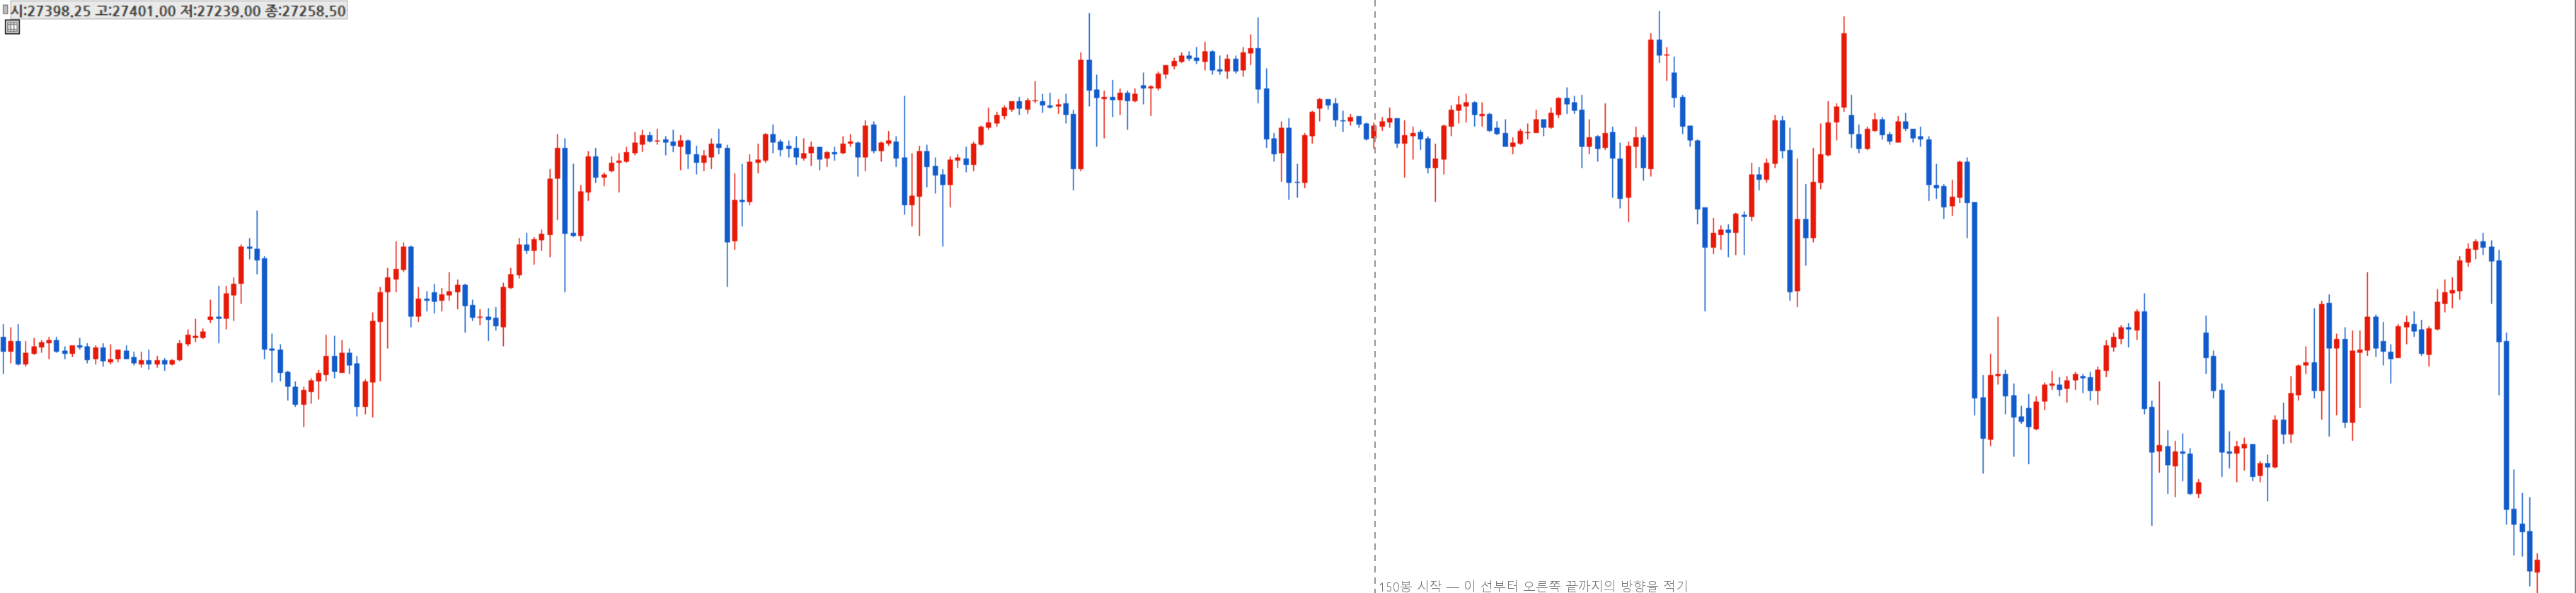 시:27398.25 고:27401.00 저:27239.00 종:27258.50
150봉 시작 — 이 선부터 오른쪽 끝까지의 방향을 적기